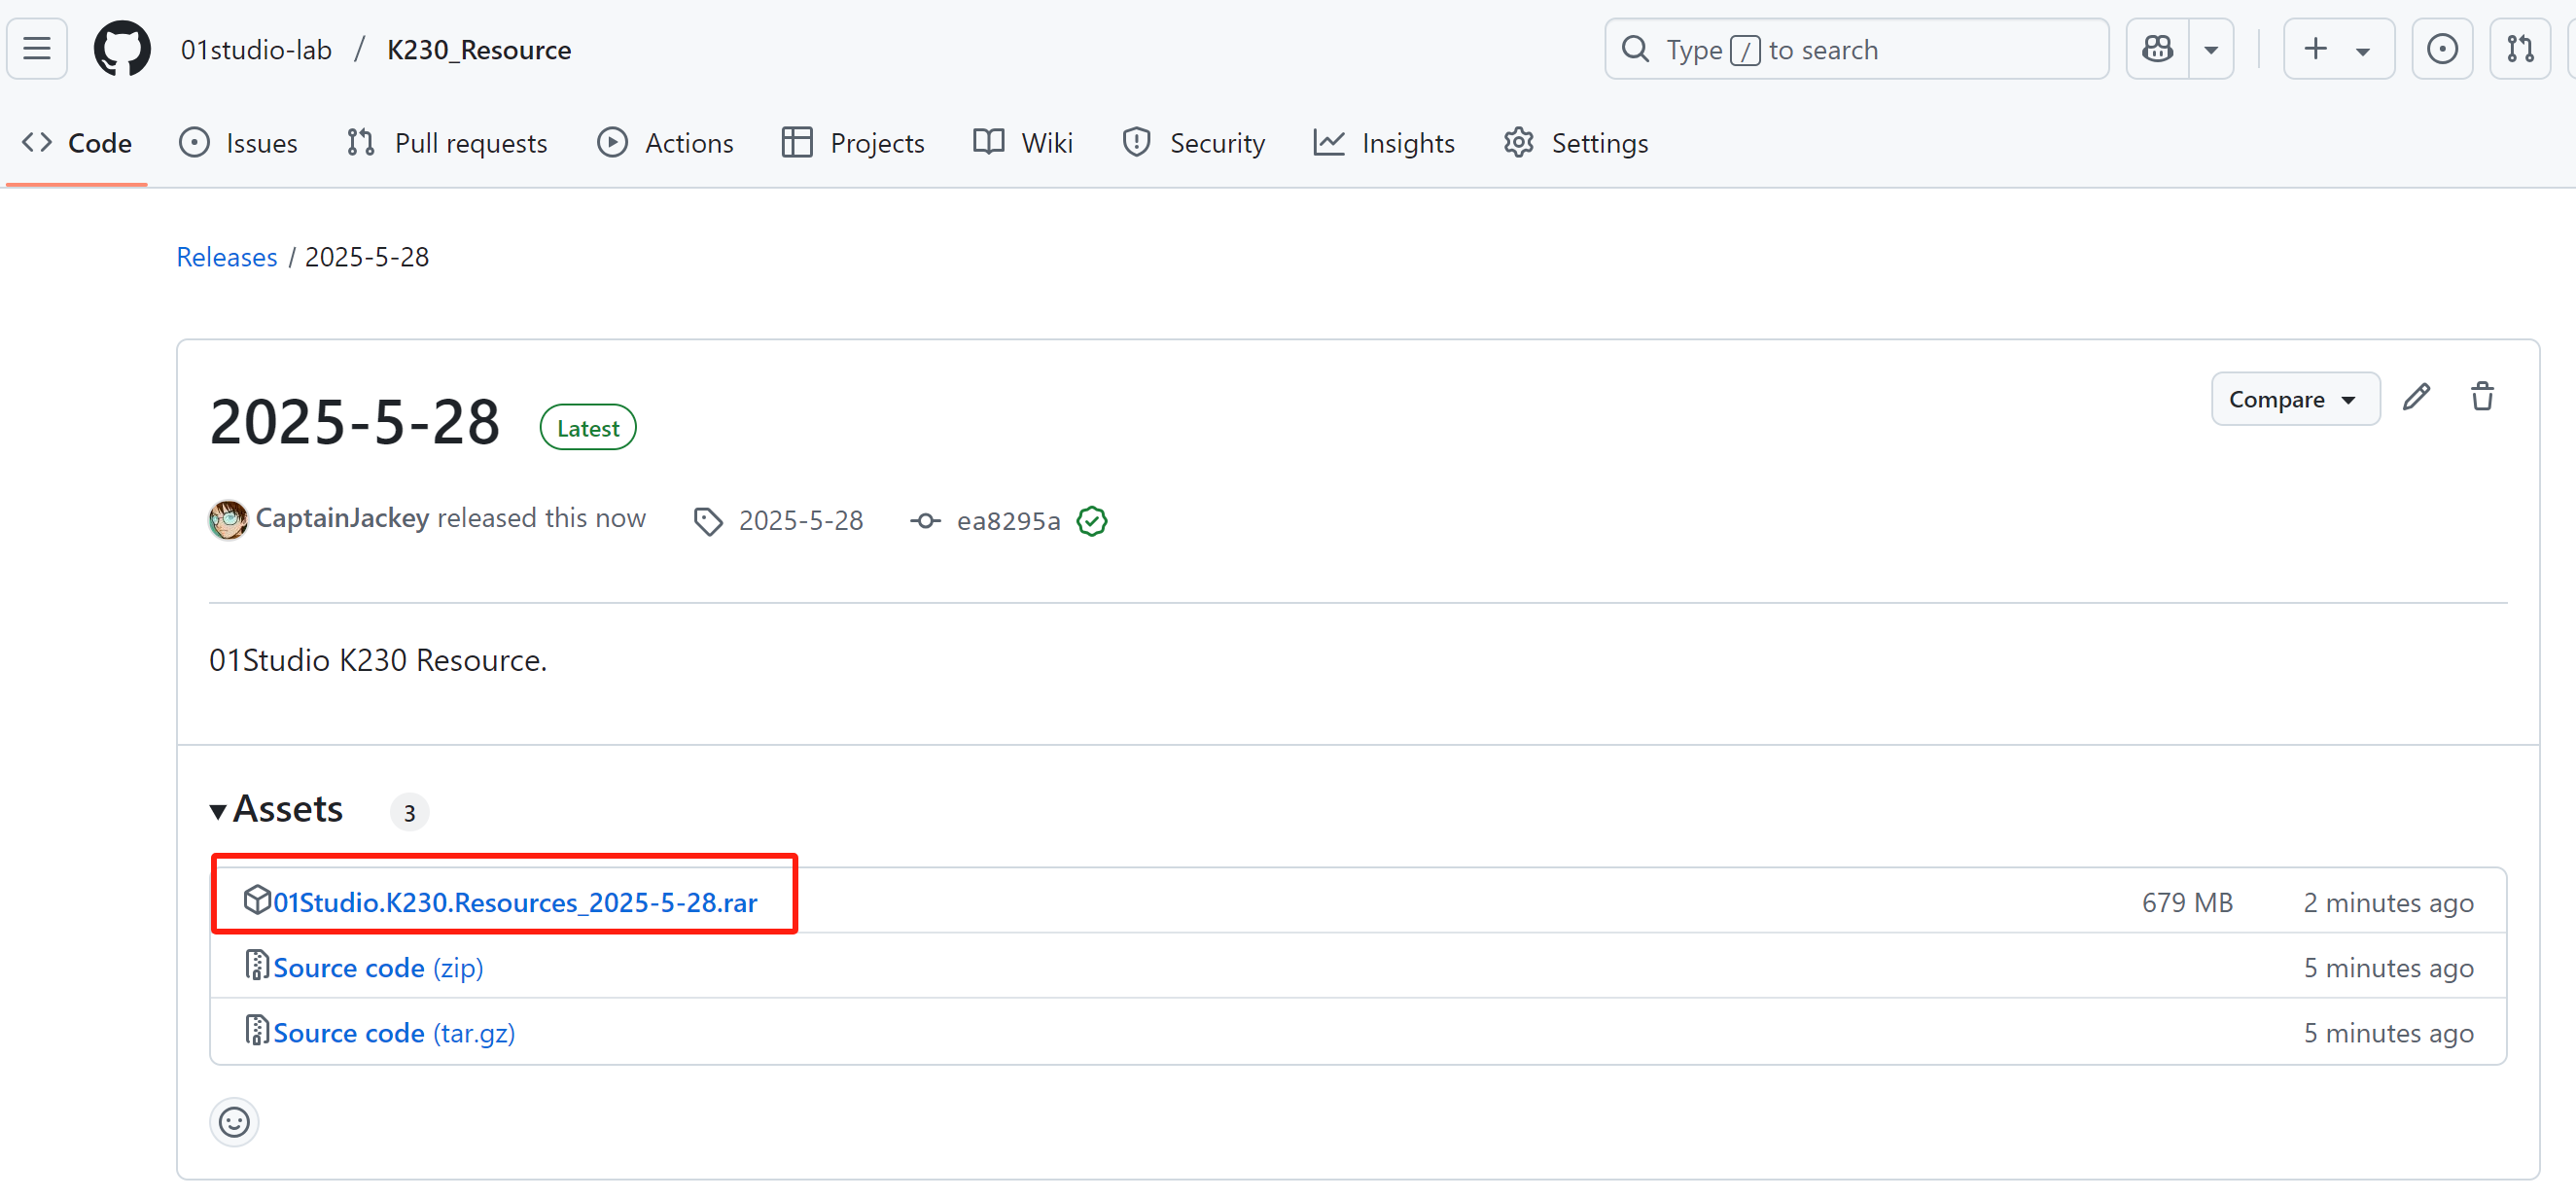 01studio-lab / K230_Resource
Type / to search
Code Issues Pull requests Actions Projects Wiki Security Insights Settings
Releases / 2025-5-28
2025-5-28 Latest
Compare
CaptainJackey released this now 2025-5-28 ea8295a
01Studio K230 Resource.
Assets 3
01Studio.K230.Resources_2025-5-28.rar 679 MB 2 minutes ago
Source code (zip) 5 minutes ago
Source code (tar.gz) 5 minutes ago